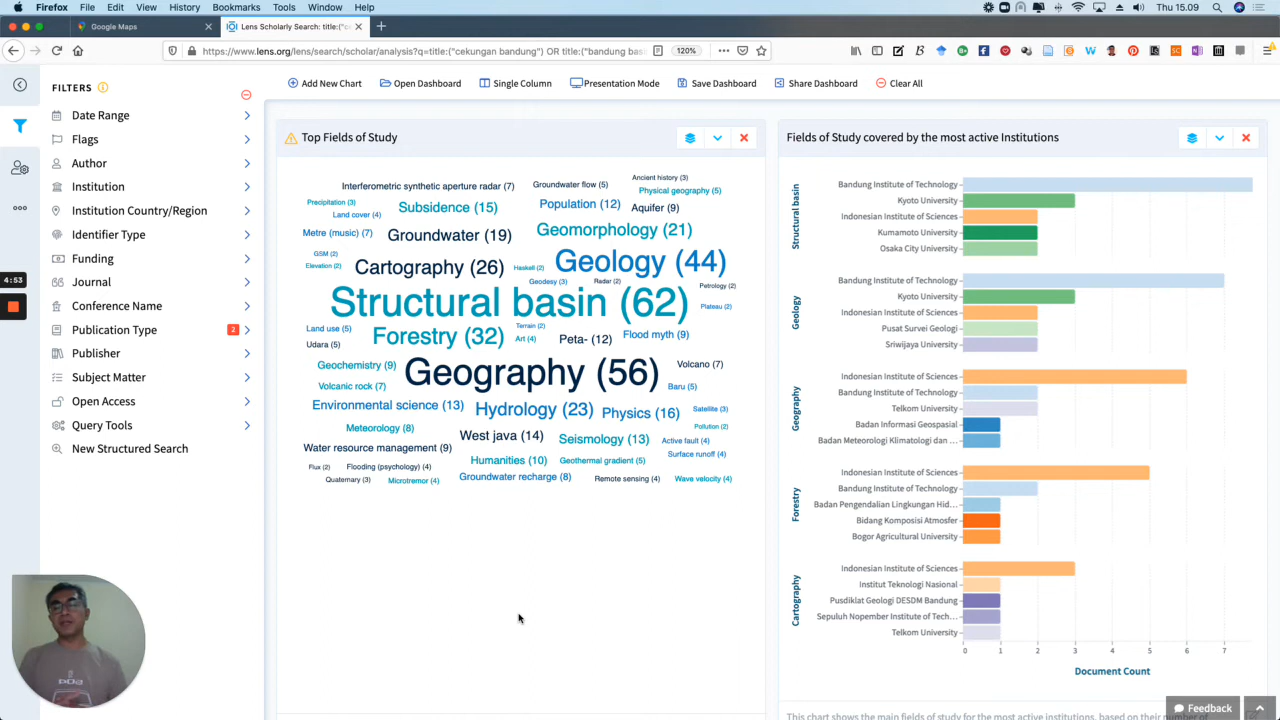 Firefox File Edit View History Bookmarks Tools Window Help
Thu 15.09
Google Maps
Lens Scholarly Search: title:("c
https://www.lens.org/lens/search/scholar/analysis?q=title:("cekungan bandung") OR title:("bandung basi
120%
FILTERS
Date Range
Flags
Author
Institution
Institution Country/Region
Identifier Type
Funding
Journal
Conference Name
Publication Type
2
Publisher
Subject Matter
Open Access
Query Tools
New Structured Search
4:53
Add New Chart
Open Dashboard
Single Column
Presentation Mode
Save Dashboard
Share Dashboard
Clear All
Top Fields of Study
Ancient history (3)
Interferometric synthetic aperture radar (7)
Groundwater flow (5)
Physical geography (5)
Precipitation (3)
Subsidence (15)
Population (12)
Aquifer (9)
Land cover (4)
Metre (music) (7)
Groundwater (19)
Geomorphology (21)
GSM (2)
Elevation (2)
Cartography (26)
Haskell (2)
Geology (44)
Geodesy (3)
Radar (2)
Petrology (2)
Structural basin (62)
Plateau (2)
Land use (5)
Forestry (32)
Terrain (2)
Art (4)
Peta- (12)
Flood myth (9)
Udara (5)
Geochemistry (9)
Geography (56)
Volcano (7)
Volcanic rock (7)
Baru (5)
Environmental science (13)
Hydrology (23)
Physics (16)
Satellite (3)
Meteorology (8)
West java (14)
Seismology (13)
Pollution (2)
Active fault (4)
Water resource management (9)
Surface runoff (4)
Flux (2)
Flooding (psychology) (4)
Humanities (10)
Geothermal gradient (5)
Quaternary (3)
Microtremor (4)
Groundwater recharge (8)
Remote sensing (4)
Wave velocity (4)
Fields of Study covered by the most active Institutions
Structural basin
Bandung Institute of Technology
Kyoto University
Indonesian Institute of Sciences
Kumamoto University
Osaka City University
Geology
Bandung Institute of Technology
Kyoto University
Indonesian Institute of Sciences
Pusat Survei Geologi
Sriwijaya University
Geography
Indonesian Institute of Sciences
Bandung Institute of Technology
Telkom University
Badan Informasi Geospasial
Badan Meteorologi Klimatologi dan ...
Forestry
Indonesian Institute of Sciences
Bandung Institute of Technology
Badan Pengendalian Lingkungan Hid...
Bidang Komposisi Atmosfer
Bogor Agricultural University
Cartography
Indonesian Institute of Sciences
Institut Teknologi Nasional
Pusdiklat Geologi DESDM Bandung
Sepuluh Nopember Institute of Tech...
Telkom University
0 1 2 3 4 5 6 7
Document Count
Feedback
This chart shows the main fields of study for the most active institutions, based on their number of